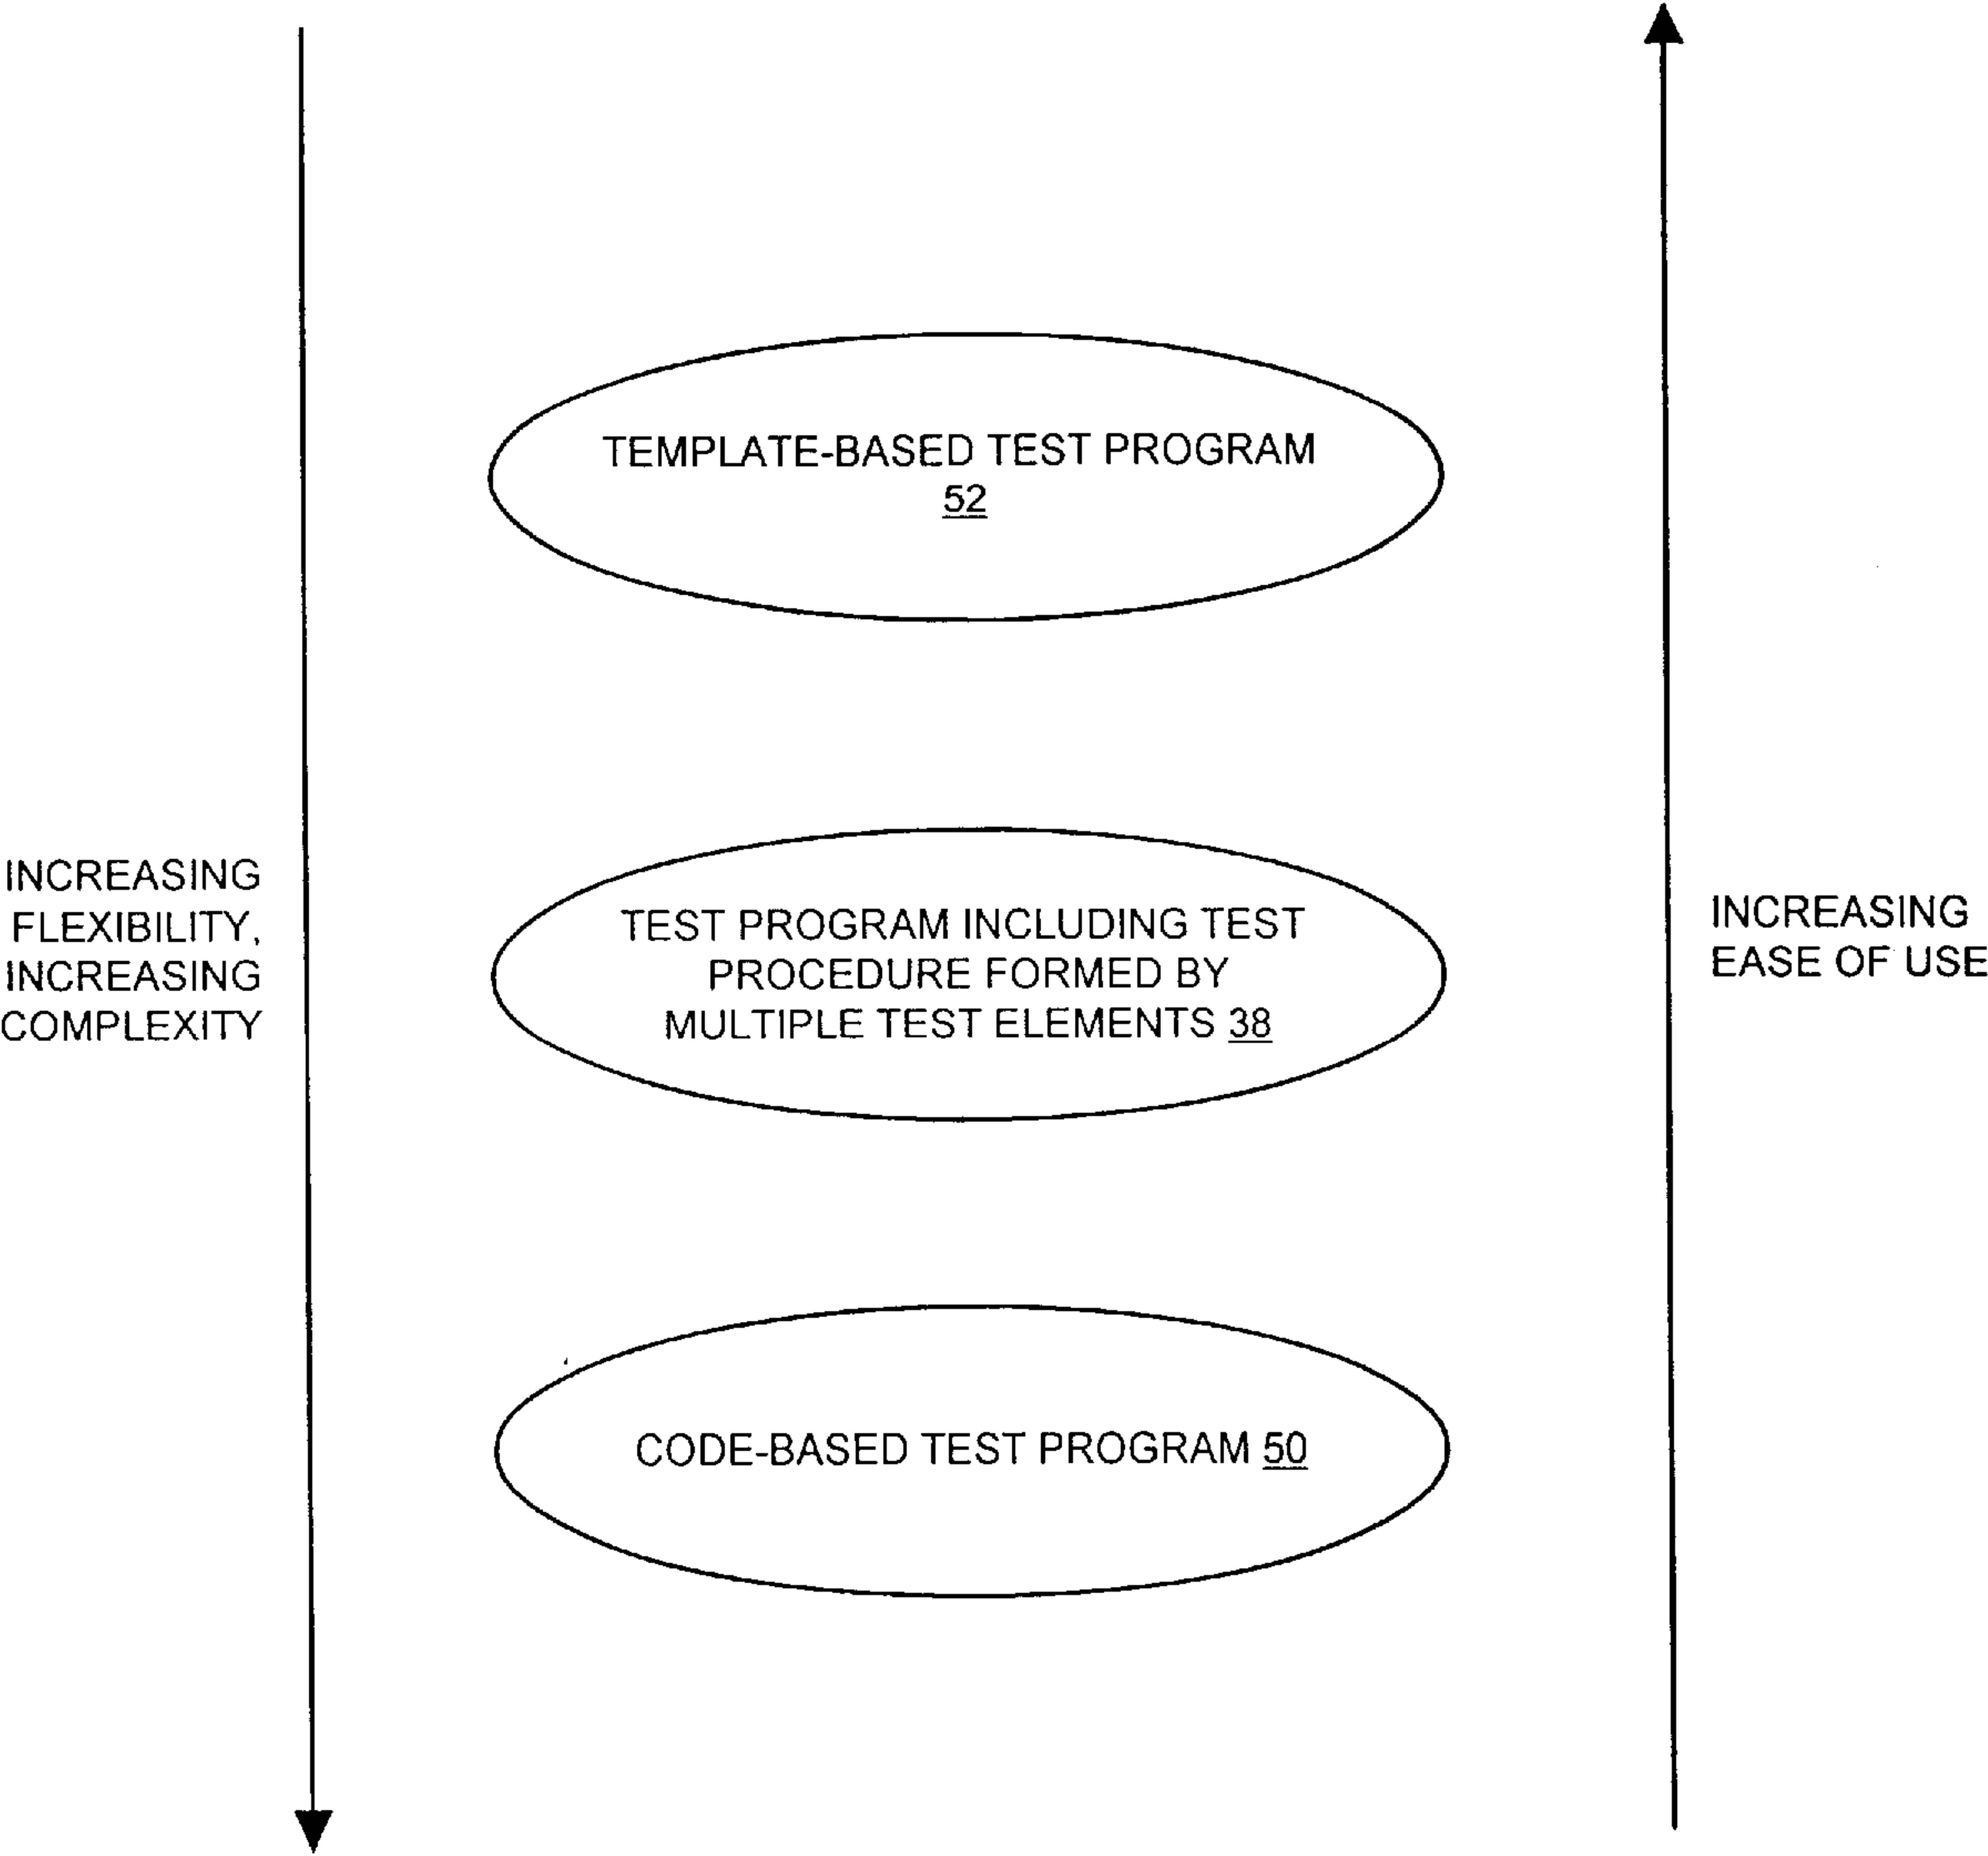 TEMPLATE-BASED TEST PROGRAM
52
INCREASING
FLEXIBILITY,
INCREASING
COMPLEXITY
TEST PROGRAM INCLUDING TEST
PROCEDURE FORMED BY
MULTIPLE TEST ELEMENTS 38
INCREASING
EASE OF USE
CODE-BASED TEST PROGRAM 50